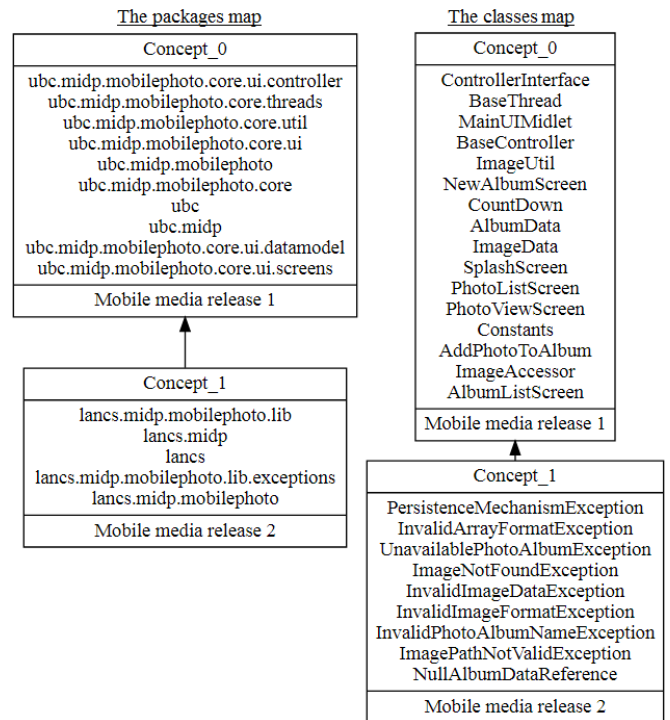 The packages map
Concept_0
ubc.midp.mobilephoto.core.ui.controller
ubc.midp.mobilephoto.core.threads
ubc.midp.mobilephoto.core.util
ubc.midp.mobilephoto.core.ui
ubc.midp.mobilephoto
ubc.midp.mobilephoto.core
ubc
ubc.midp
ubc.midp.mobilephoto.core.ui.datamodel
ubc.midp.mobilephoto.core.ui.screens
Mobile media release 1
Concept_1
lancs.midp.mobilephoto.lib
lancs.midp
lancs
lancs.midp.mobilephoto.lib.exceptions
lancs.midp.mobilephoto
Mobile media release 2
The classes map
Concept_0
ControllerInterface
BaseThread
MainUIMidlet
BaseController
ImageUtil
NewAlbumScreen
CountDown
AlbumData
ImageData
SplashScreen
PhotoListScreen
PhotoViewScreen
Constants
AddPhotoToAlbum
ImageAccessor
AlbumListScreen
Mobile media release 1
Concept_1
PersistenceMechanismException
InvalidArrayFormatException
UnavailablePhotoAlbumException
ImageNotFoundException
InvalidImageDataException
InvalidImageFormatException
InvalidPhotoAlbumNameException
ImagePathNotValidException
NullAlbumDataReference
Mobile media release 2